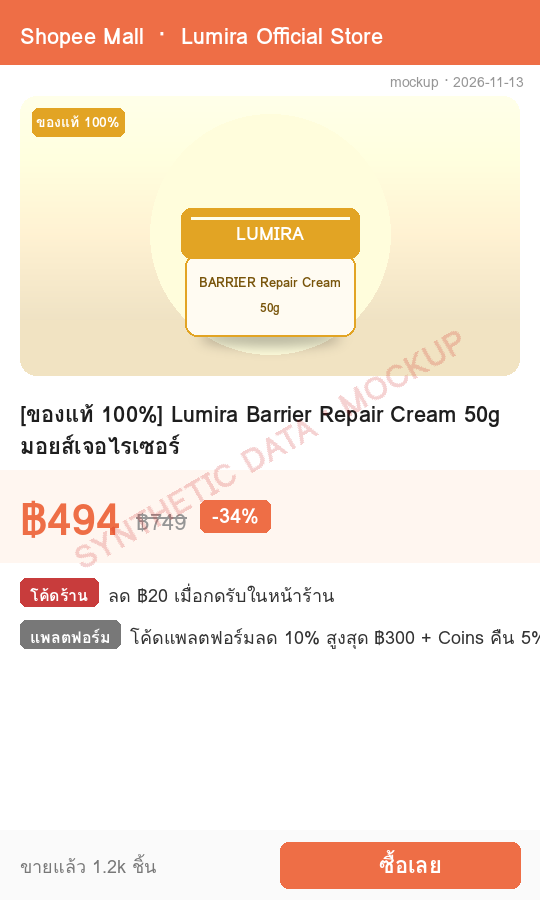 Shopee Mall · Lumira Official Store
mockup · 2026-11-13
ของแท้ 100%
LUMIRA
BARRIER Repair Cream
50g
[ของแท้ 100%] Lumira Barrier Repair Cream 50g
มอยส์เจอไรเซอร์
SYNTHETIC DATA · MOCKUP
฿494 ฿749 -34%
โค้ดร้าน ลด ฿20 เมื่อกดรับในหน้าร้าน
แพลตฟอร์ม โค้ดแพลตฟอร์มลด 10% สูงสุด ฿300 + Coins คืน 5%
ขายแล้ว 1.2k ชิ้น
ซื้อเลย